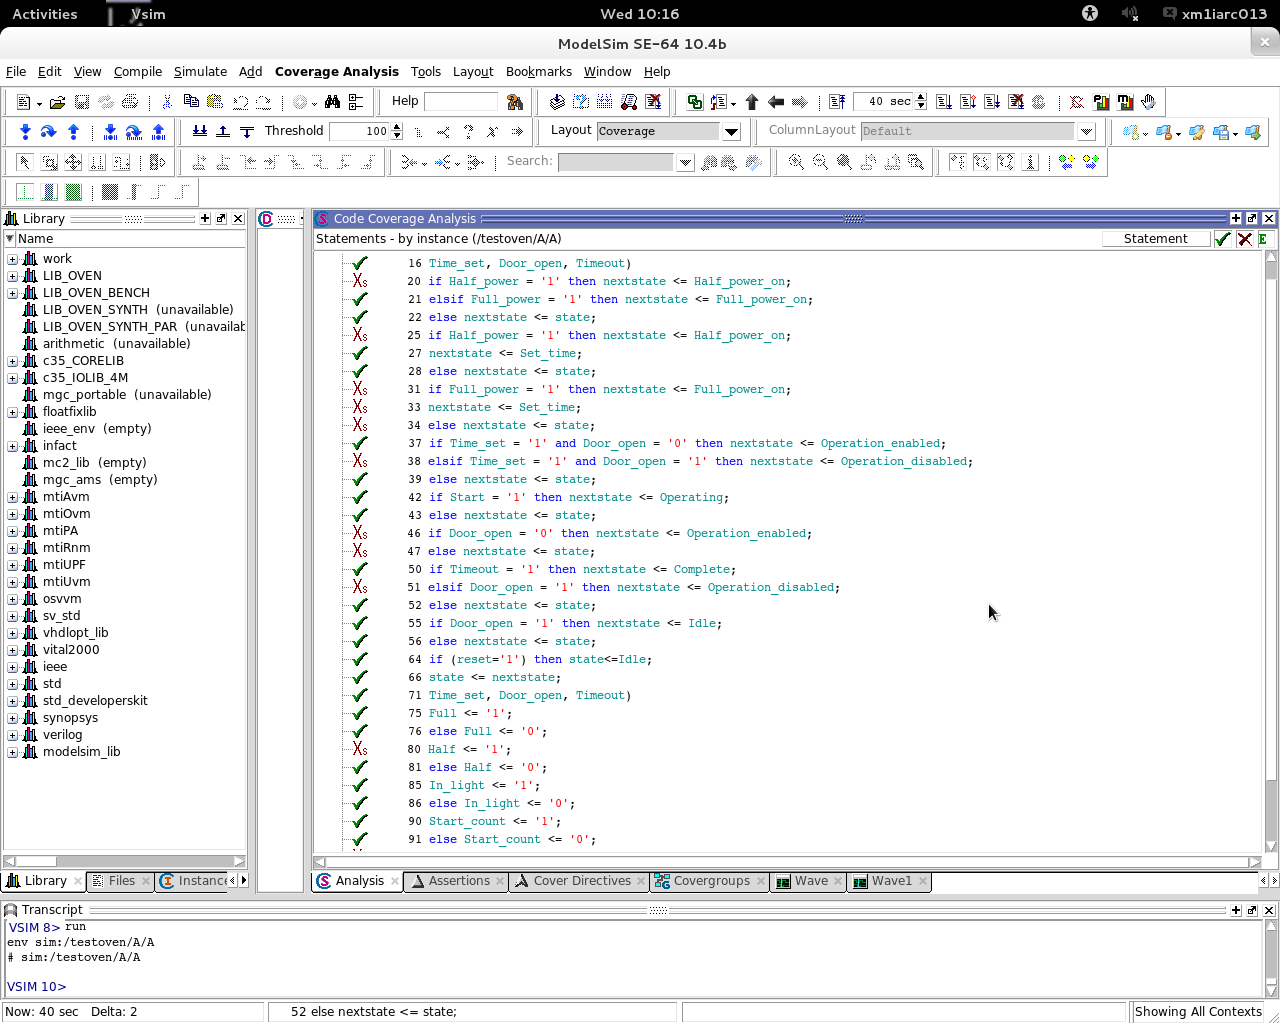 Activities Vsim Wed 10:16 xm1iarc013
ModelSim SE-64 10.4b
File Edit View Compile Simulate Add Coverage Analysis Tools Layout Bookmarks Window Help
Help 40 sec
Threshold 100 Layout Coverage ColumnLayout Default
Search:
Library
Name
work
LIB_OVEN
LIB_OVEN_BENCH
LIB_OVEN_SYNTH (unavailable)
LIB_OVEN_SYNTH_PAR (unavailab
arithmetic (unavailable)
c35_CORELIB
c35_IOLIB_4M
mgc_portable (unavailable)
floatfixlib
ieee_env (empty)
infact
mc2_lib (empty)
mgc_ams (empty)
mtiAvm
mtiOvm
mtiPA
mtiRnm
mtiUPF
mtiUvm
osvvm
sv_std
vhdlopt_lib
vital2000
ieee
std
std_developerskit
synopsys
verilog
modelsim_lib
Library Files Instance
Code Coverage Analysis
Statements - by instance (/testoven/A/A) Statement E
16 Time_set, Door_open, Timeout)
Xs 20 if Half_power = '1' then nextstate <= Half_power_on;
21 elsif Full_power = '1' then nextstate <= Full_power_on;
22 else nextstate <= state;
Xs 25 if Half_power = '1' then nextstate <= Half_power_on;
27 nextstate <= Set_time;
28 else nextstate <= state;
Xs 31 if Full_power = '1' then nextstate <= Full_power_on;
Xs 33 nextstate <= Set_time;
Xs 34 else nextstate <= state;
37 if Time_set = '1' and Door_open = '0' then nextstate <= Operation_enabled;
Xs 38 elsif Time_set = '1' and Door_open = '1' then nextstate <= Operation_disabled;
39 else nextstate <= state;
42 if Start = '1' then nextstate <= Operating;
43 else nextstate <= state;
Xs 46 if Door_open = '0' then nextstate <= Operation_enabled;
Xs 47 else nextstate <= state;
50 if Timeout = '1' then nextstate <= Complete;
Xs 51 elsif Door_open = '1' then nextstate <= Operation_disabled;
52 else nextstate <= state;
55 if Door_open = '1' then nextstate <= Idle;
56 else nextstate <= state;
64 if (reset='1') then state<=Idle;
66 state <= nextstate;
71 Time_set, Door_open, Timeout)
75 Full <= '1';
76 else Full <= '0';
Xs 80 Half <= '1';
81 else Half <= '0';
85 In_light <= '1';
86 else In_light <= '0';
90 Start_count <= '1';
91 else Start_count <= '0';
Analysis Assertions Cover Directives Covergroups Wave Wave1
Transcript
VSIM 8> run
env sim:/testoven/A/A
# sim:/testoven/A/A
VSIM 10>
Now: 40 sec Delta: 2 52 else nextstate <= state; Showing All Contexts